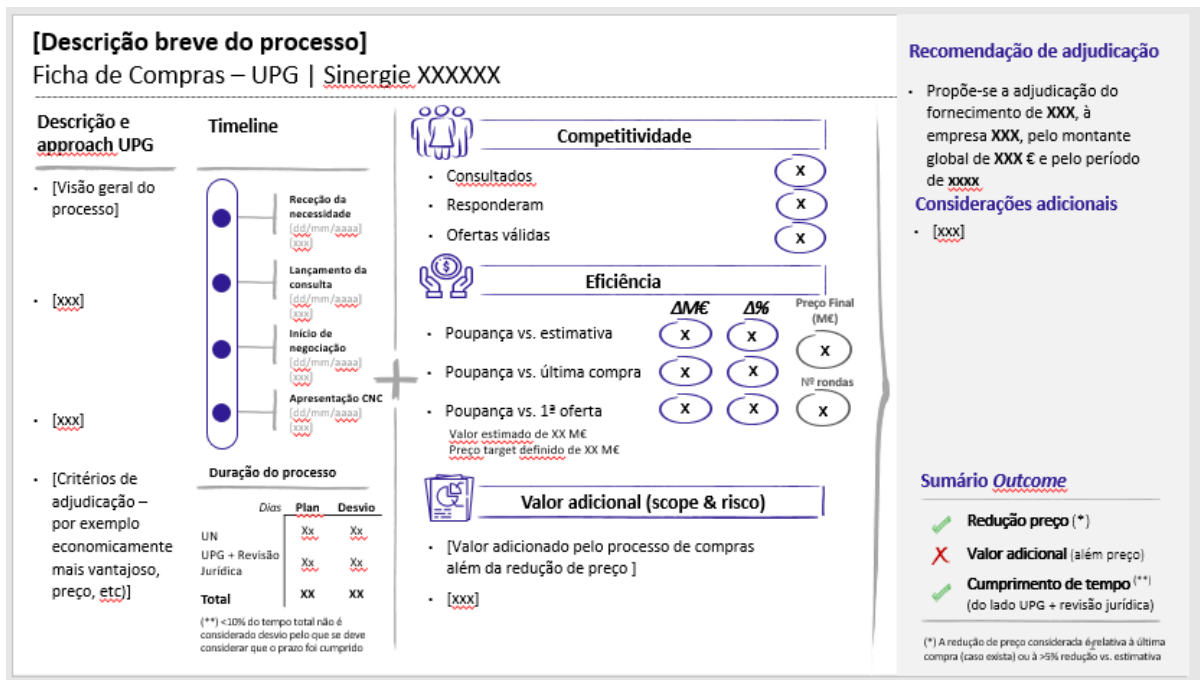 [Descrição breve do processo]
Ficha de Compras – UPG | Sinergie XXXXXX
Descrição e
approach UPG
• [Visão geral do
processo]
• [xxx]
• [xxx]
• [Critérios de
adjudicação –
por exemplo
economicamente
mais vantajoso,
preço, etc)]
Timeline
Receção da
necessidade
[dd/mm/aaaa]
[xxx]
Lançamento da
consulta
[dd/mm/aaaa]
[xxx]
Início de
negociação
[dd/mm/aaaa]
[xxx]
Apresentação CNC
[dd/mm/aaaa]
[xxx]
Duração do processo
Dias Plan Desvio
UN Xx Xx
UPG + Revisão
Jurídica Xx Xx
Total XX XX
(**) <10% do tempo total não é
considerado desvio pelo que se deve
considerar que o prazo foi cumprido
Competitividade
• Consultados X
• Responderam X
• Ofertas válidas X
Eficiência
ΔM€ Δ% Preço Final
(M€)
• Poupança vs. estimativa X X X
• Poupança vs. última compra X X Nº rondas
• Poupança vs. 1ª oferta X X X
Valor estimado de XX M€
Preço target definido de XX M€
Valor adicional (scope & risco)
• [Valor adicionado pelo processo de compras
além da redução de preço ]
• [xxx]
Recomendação de adjudicação
• Propõe-se a adjudicação do
fornecimento de XXX, à
empresa XXX, pelo montante
global de XXX € e pelo período
de xxxx
Considerações adicionais
• [xxx]
Sumário Outcome
Redução preço (*)
Valor adicional (além preço)
Cumprimento de tempo (**)
(do lado UPG + revisão jurídica)
(*) A redução de preço considerada é relativa à última
compra (caso exista) ou à >5% redução vs. estimativa